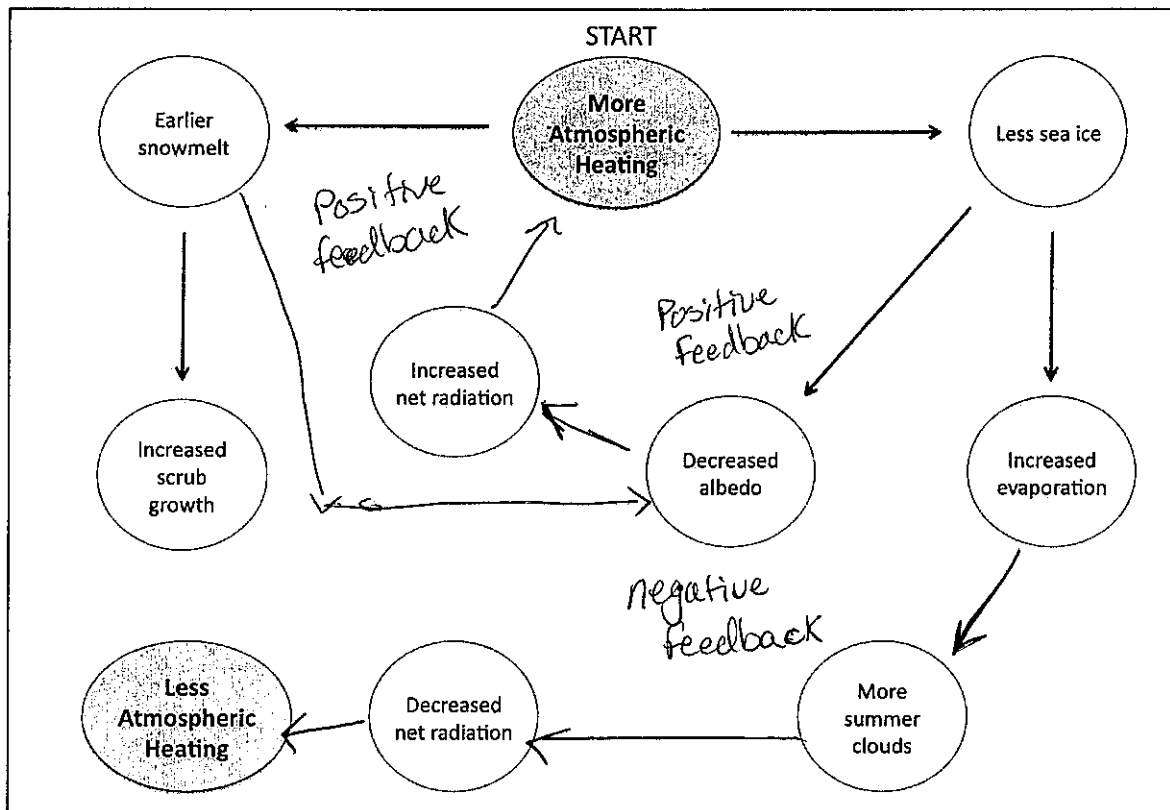 START
More
Atmospheric
Heating
Earlier
snowmelt
Less sea ice
Positive
feedback
Positive
feedback
Increased
net radiation
Increased
scrub
growth
Decreased
albedo
Increased
evaporation
negative
feedback
Less
Atmospheric
Heating
Decreased
net radiation
More
summer
clouds